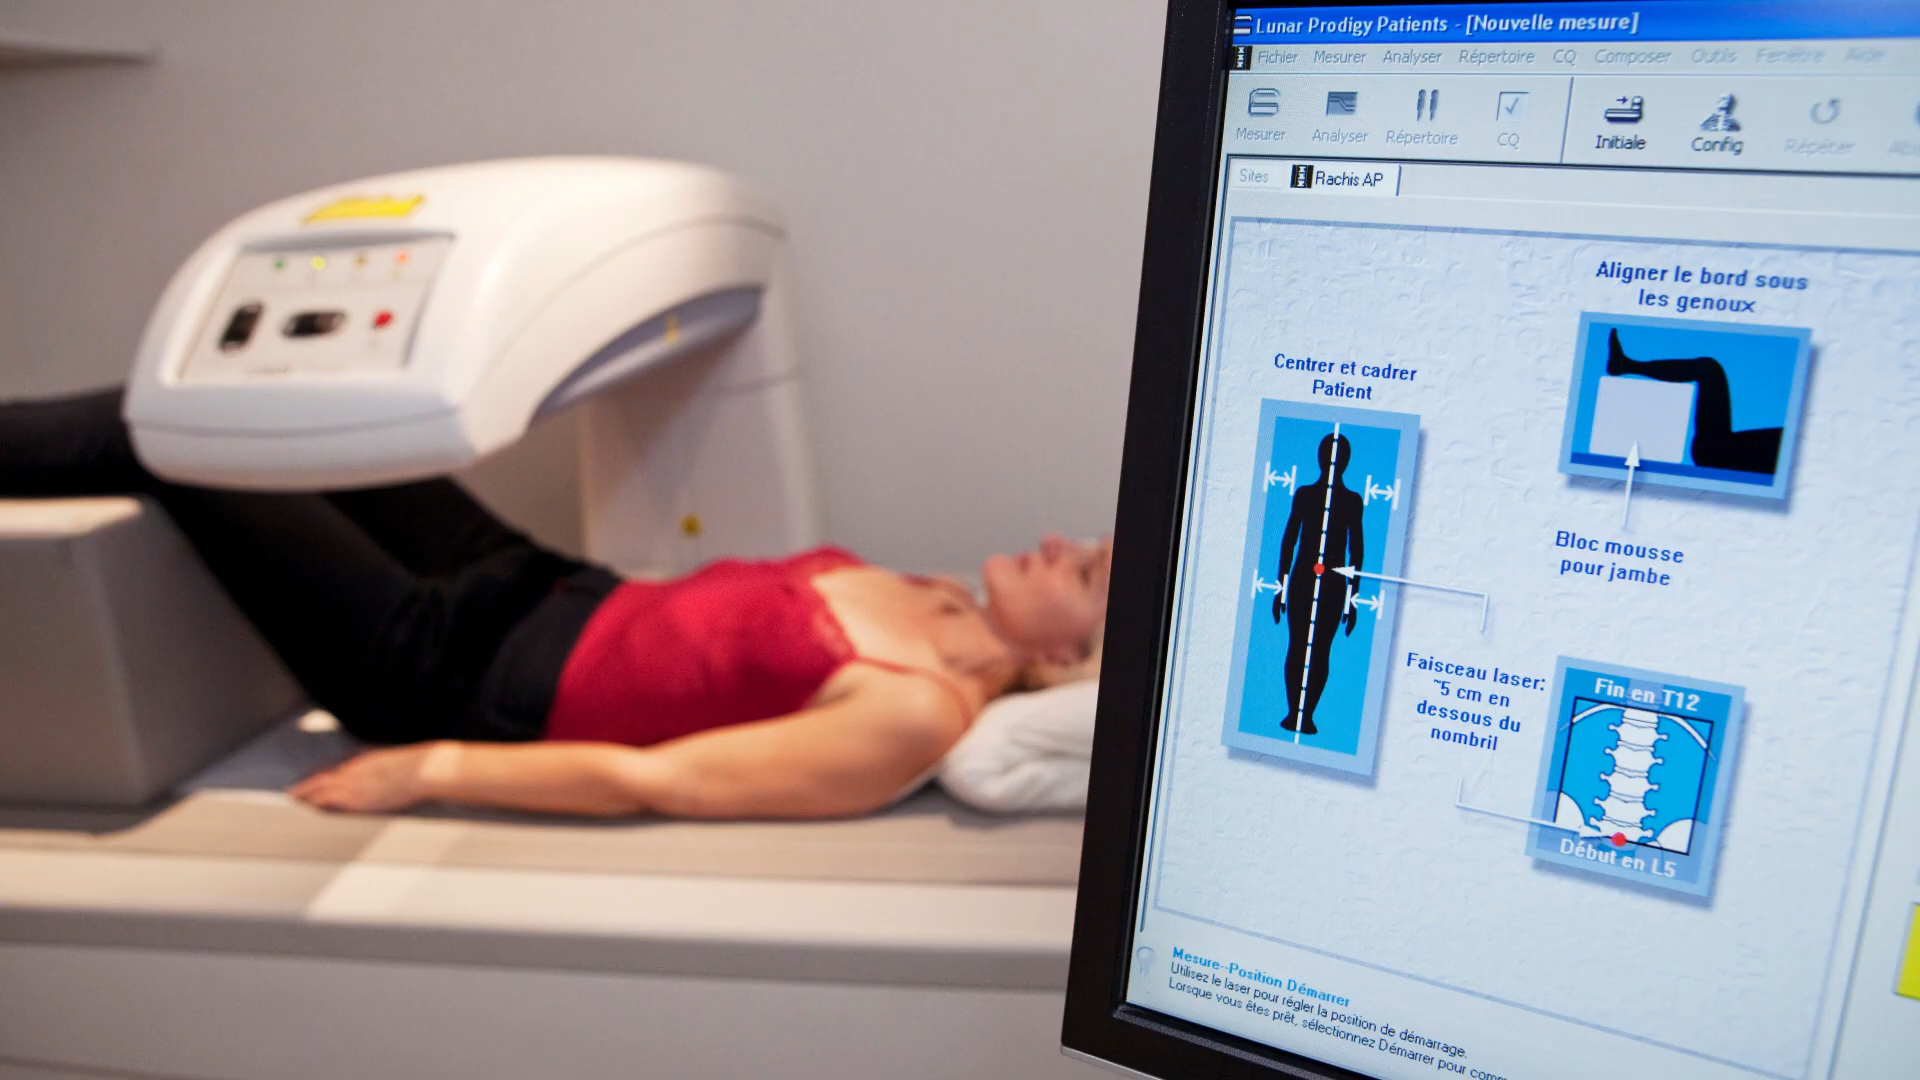 Lunar Prodigy Patients - [Nouvelle mesure]
Fichier Mesurer Analyser Répertoire CQ Composer Outils Fenêtre Aide
Mesurer Analyser Répertoire CQ Initiale Config Répéter
Sites Rachis AP
Aligner le bord sous
les genoux
Centrer et cadrer
Patient
Bloc mousse
pour jambe
Faisceau laser:
~5 cm en
dessous du
nombril
Fin en T12
Début en L5
Mesure--Position Démarrer
Utilisez le laser pour régler la position de démarrage.
Lorsque vous êtes prêt, sélectionnez Démarrer pour